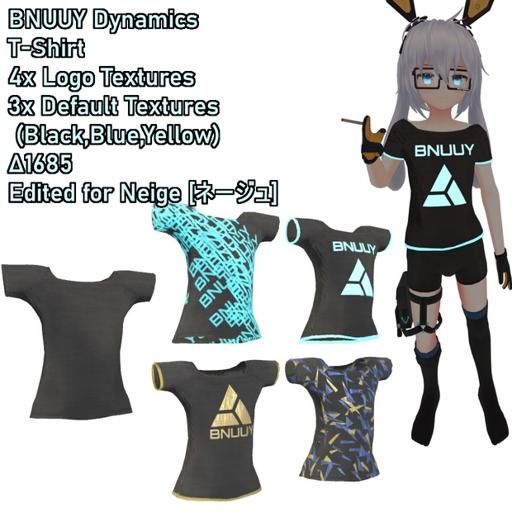 BNUUY Dynamics
T-Shirt
4x Logo Textures
3x Default Textures
(Black,Blue,Yellow)
Δ1685
Edited for Neige [ネージュ]
BNUUY
BNUUY
BNUUY